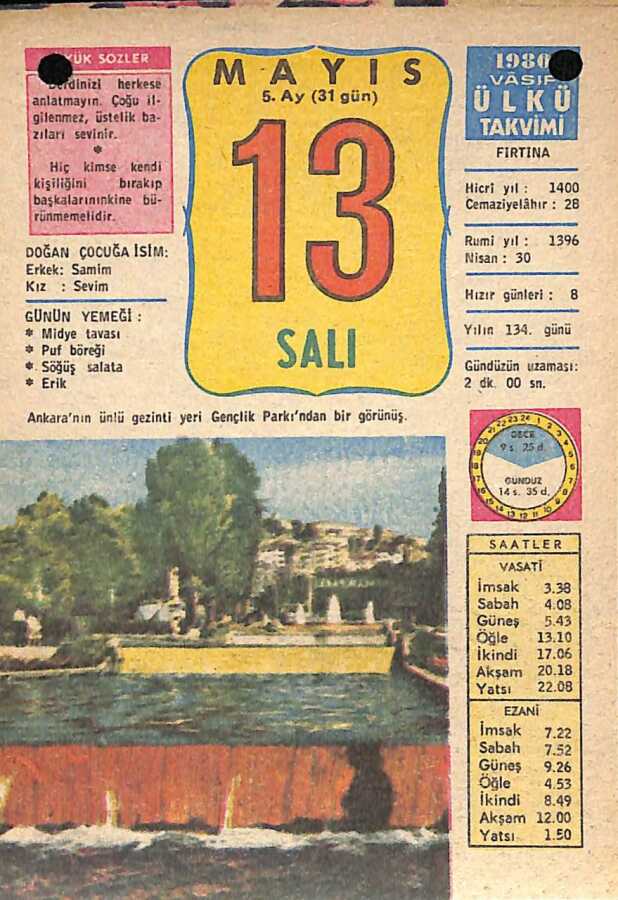 ÜK SÖZLER
Derdinizi herkese
anlatmayın. Çoğu il-
gilenmez, üstelik ba-
zıları sevinir.
*
Hiç kimse kendi
kişiliğini bırakıp
başkalarınınkine bü-
rünmemelidir.
DOĞAN ÇOCUĞA İSİM:
Erkek: Samim
Kız : Sevim
GÜNÜN YEMEĞİ :
* Midye tavası
* Puf böreği
* Söğüş salata
* Erik
MAYIS
5. Ay (31 gün)
13
SALI
1980
VÂSIF
ÜLKÜ
TAKVİMİ
FIRTINA
Hicrî yıl : 1400
Cemaziyelâhır : 28
Rumî yıl : 1396
Nisan : 30
Hızır günleri : 8
Yılın 134. günü
Gündüzün uzaması:
2 dk. 00 sn.
Ankara'nın ünlü gezinti yeri Gençlik Parkı'ndan bir görünüş.
GECE
9 s. 25 d.
GÜNDÜZ
14 s. 35 d.
SAATLER
VASATİ
İmsak 3.38
Sabah 4.08
Güneş 5.43
Öğle 13.10
İkindi 17.06
Akşam 20.18
Yatsı 22.08
EZANİ
İmsak 7.22
Sabah 7.52
Güneş 9.26
Öğle 4.53
İkindi 8.49
Akşam 12.00
Yatsı 1.50